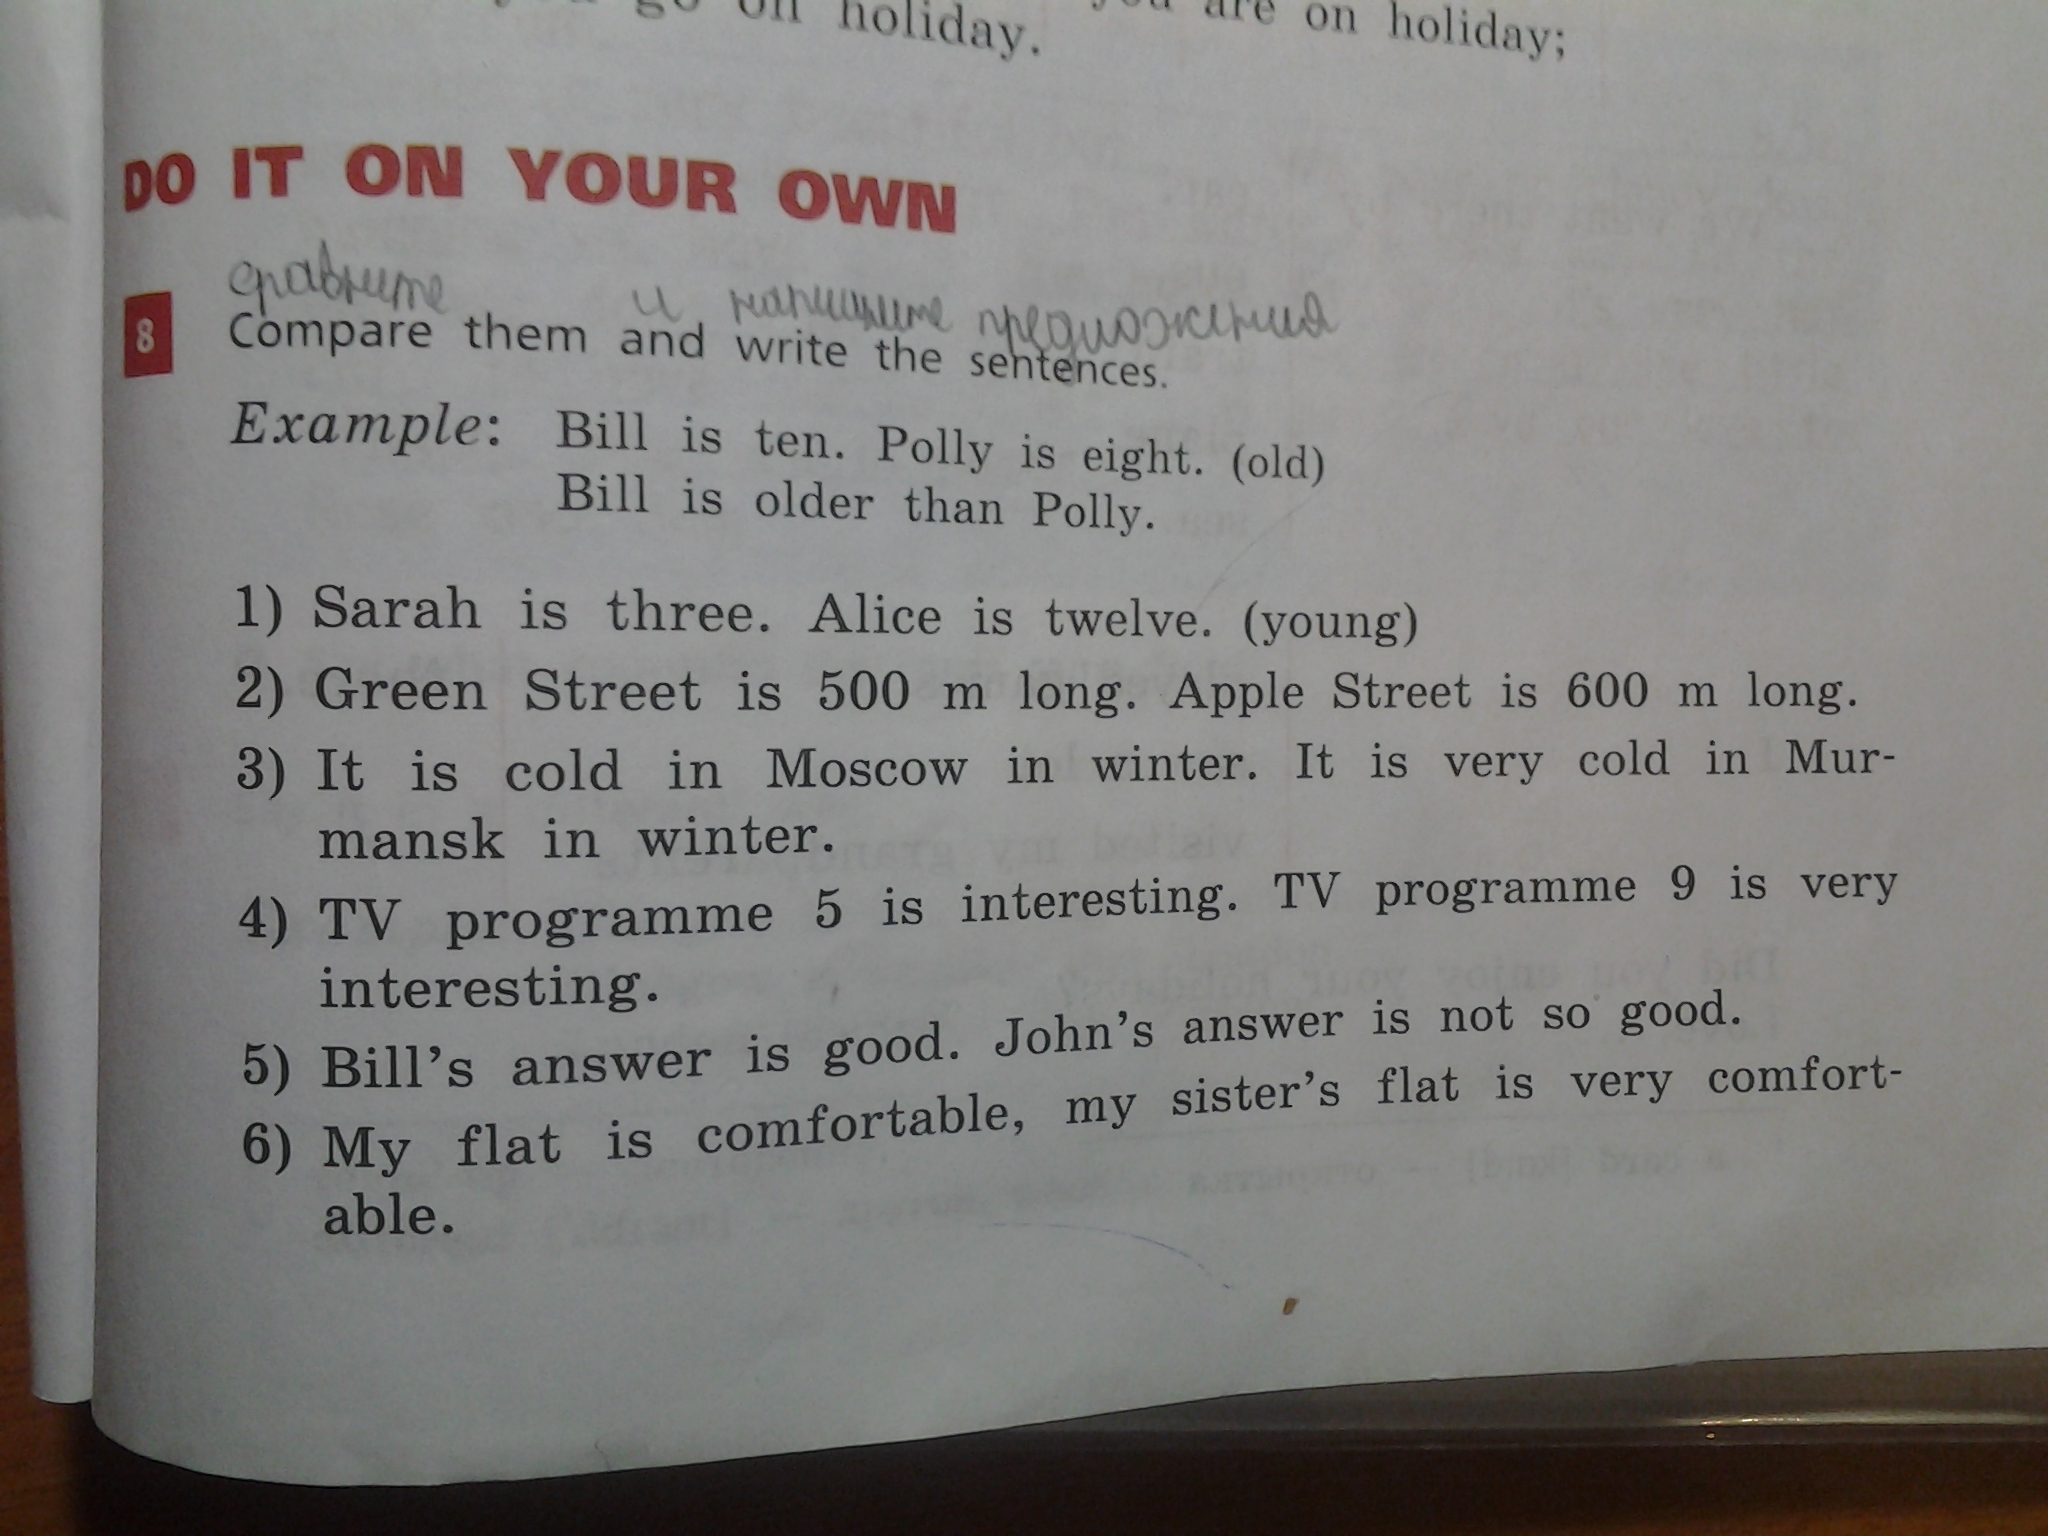 go on holiday.
you are on holiday;
DO IT ON YOUR OWN
сравните и напишите предложения
8 Compare them and write the sentences.
Example: Bill is ten. Polly is eight. (old)
Bill is older than Polly.
1) Sarah is three. Alice is twelve. (young)
2) Green Street is 500 m long. Apple Street is 600 m long.
3) It is cold in Moscow in winter. It is very cold in Mur-
mansk in winter.
4) TV programme 5 is interesting. TV programme 9 is very
interesting.
5) Bill's answer is good. John's answer is not so good.
6) My flat is comfortable, my sister's flat is very comfort-
able.